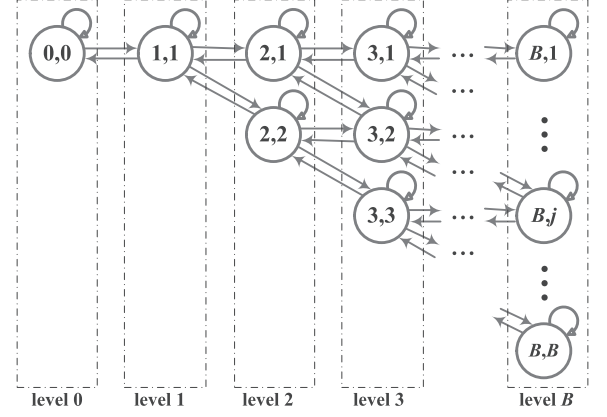 0,0 1,1 2,1 3,1 ... B,1
...
2,2 3,2 ...
...
3,3 ... B,j
...
B,B
level 0 level 1 level 2 level 3 level B